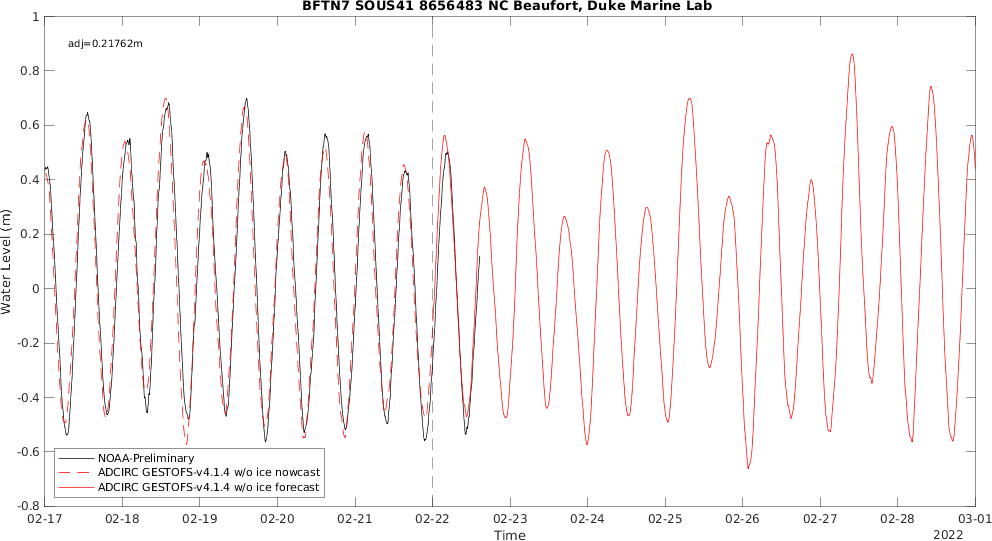 BFTN7 SOUS41 8656483 NC Beaufort, Duke Marine Lab
adj=0.21762m
1
0.8
0.6
0.4
0.2
0
-0.2
-0.4
-0.6
-0.8
Water Level (m)
NOAA-Preliminary
ADCIRC GESTOFS-v4.1.4 w/o ice nowcast
ADCIRC GESTOFS-v4.1.4 w/o ice forecast
02-17 02-18 02-19 02-20 02-21 02-22 02-23 02-24 02-25 02-26 02-27 02-28 03-01
Time
2022